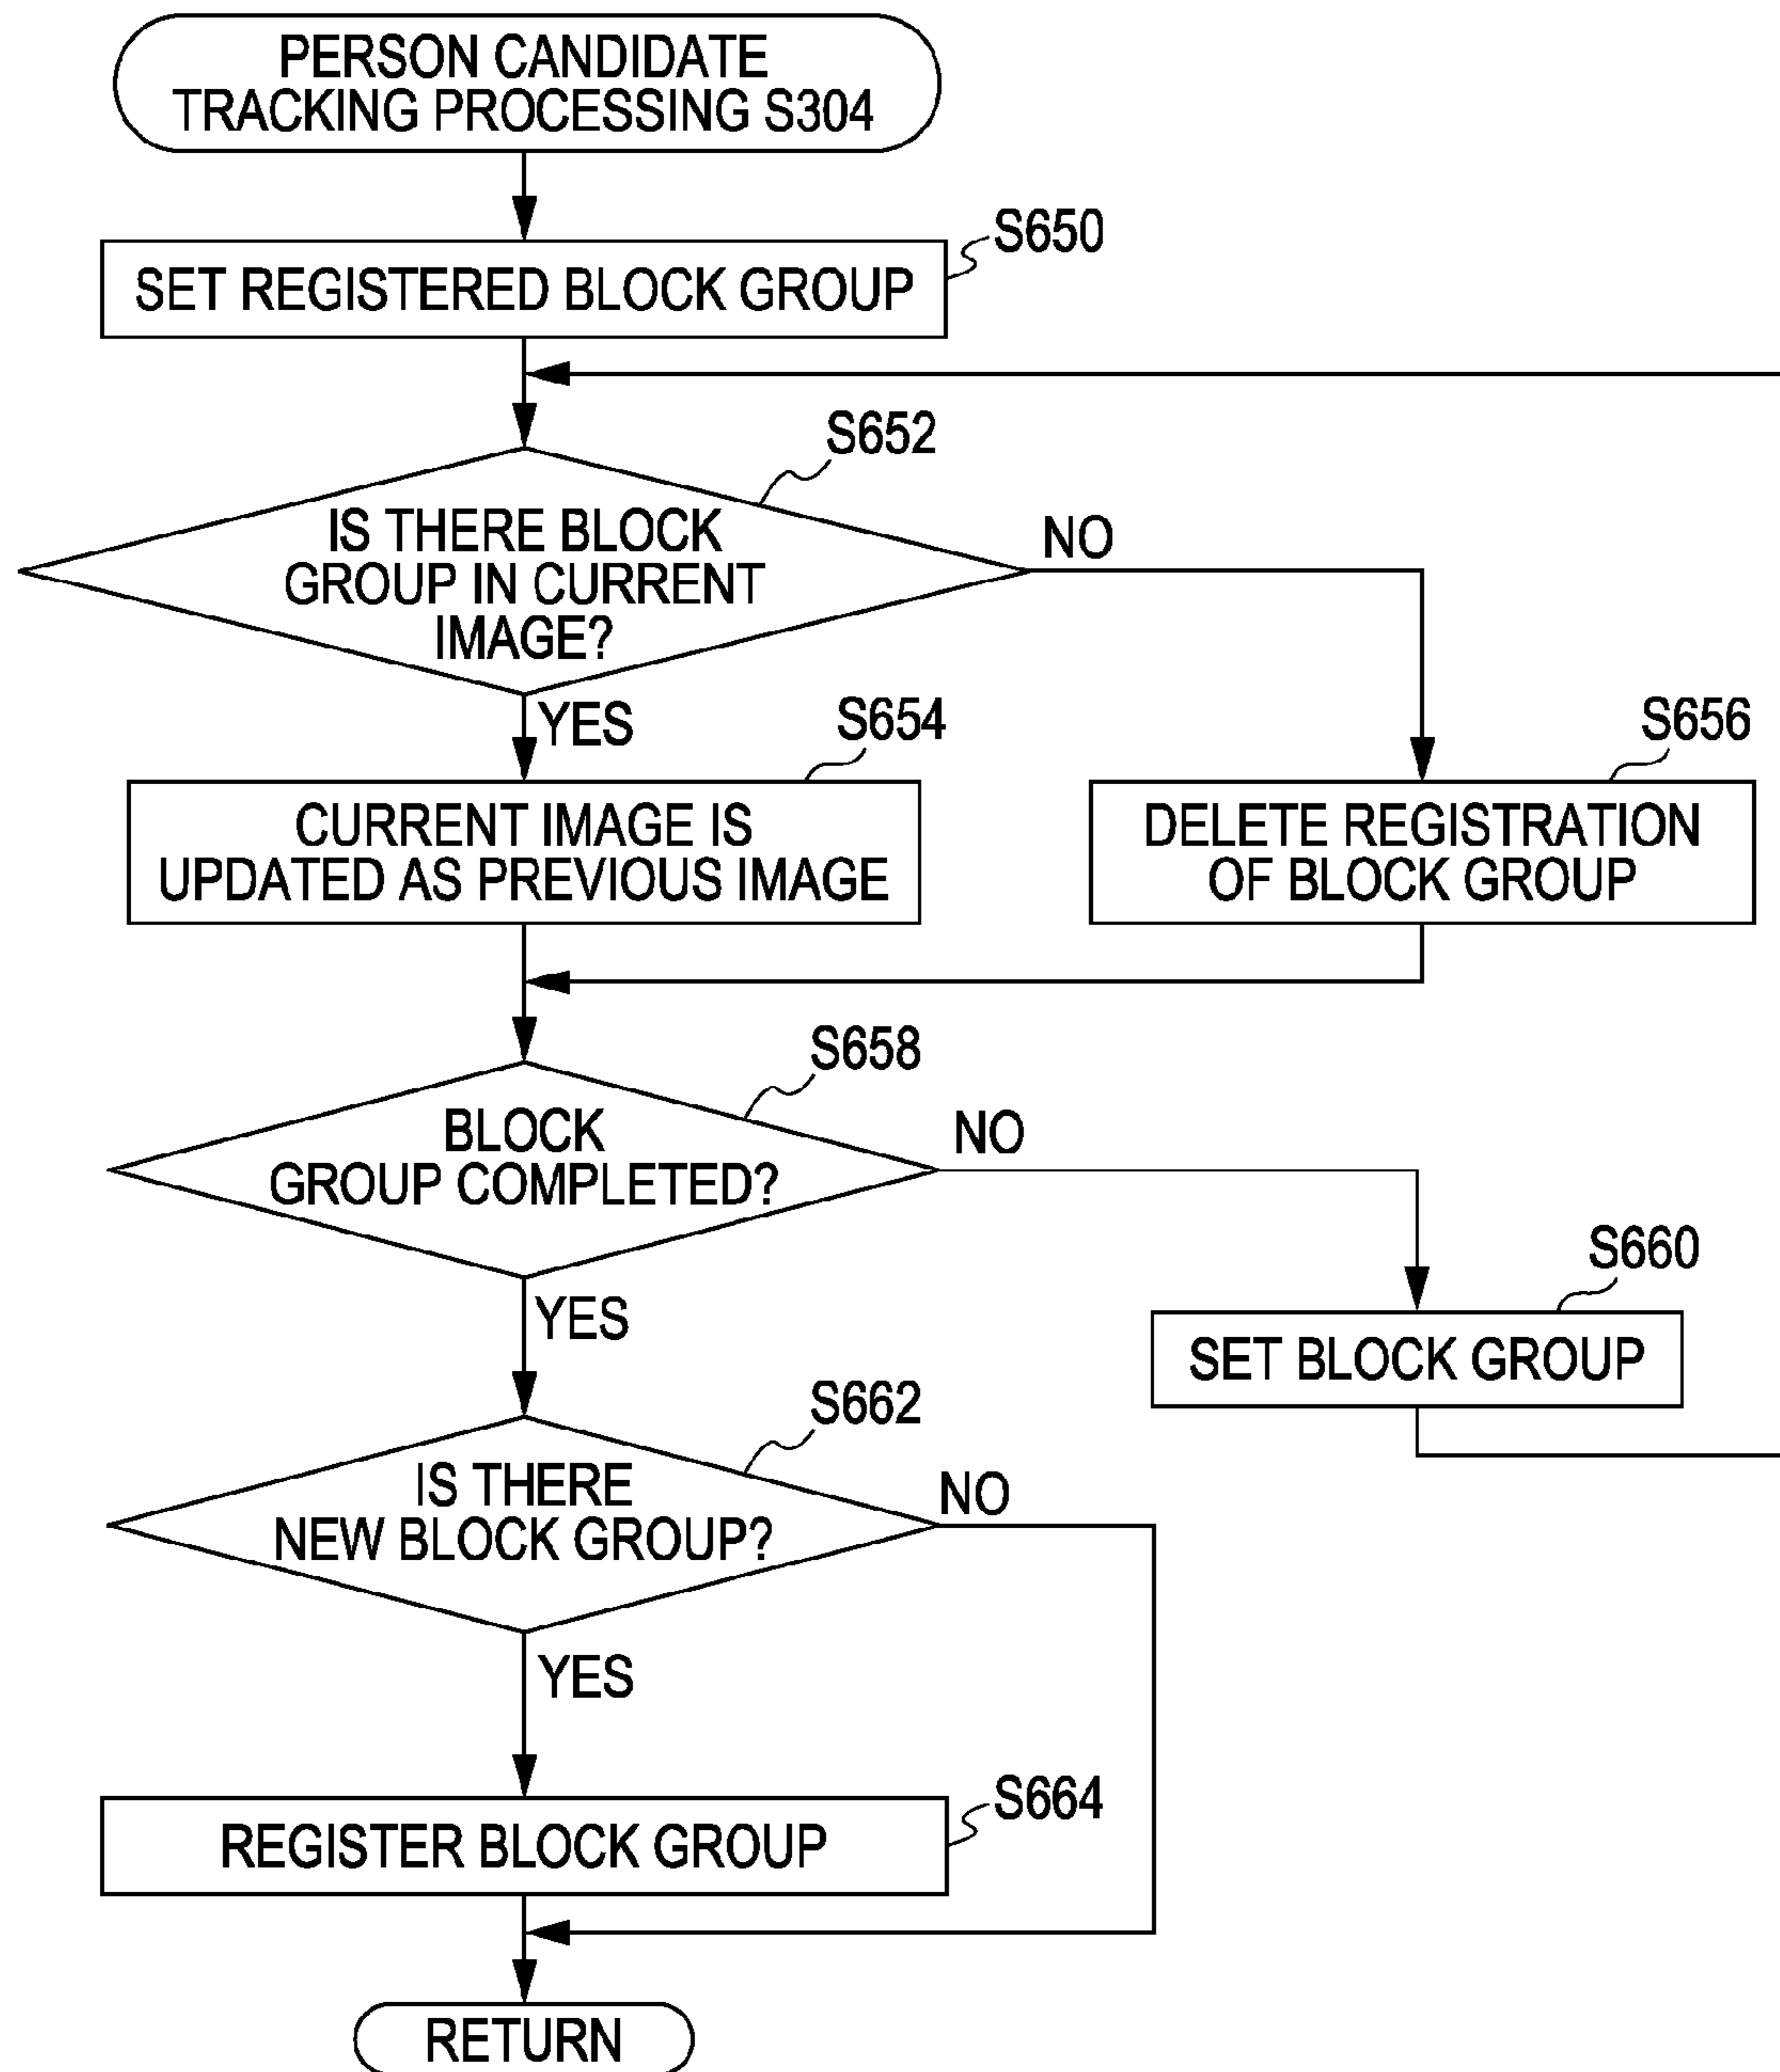 PERSON CANDIDATE
TRACKING PROCESSING S304
S650
SET REGISTERED BLOCK GROUP
S652
IS THERE BLOCK
GROUP IN CURRENT
IMAGE?
NO
YES
S654
S656
CURRENT IMAGE IS
UPDATED AS PREVIOUS IMAGE
DELETE REGISTRATION
OF BLOCK GROUP
S658
BLOCK
GROUP COMPLETED?
NO
YES
S660
SET BLOCK GROUP
S662
IS THERE
NEW BLOCK GROUP?
NO
YES
S664
REGISTER BLOCK GROUP
RETURN